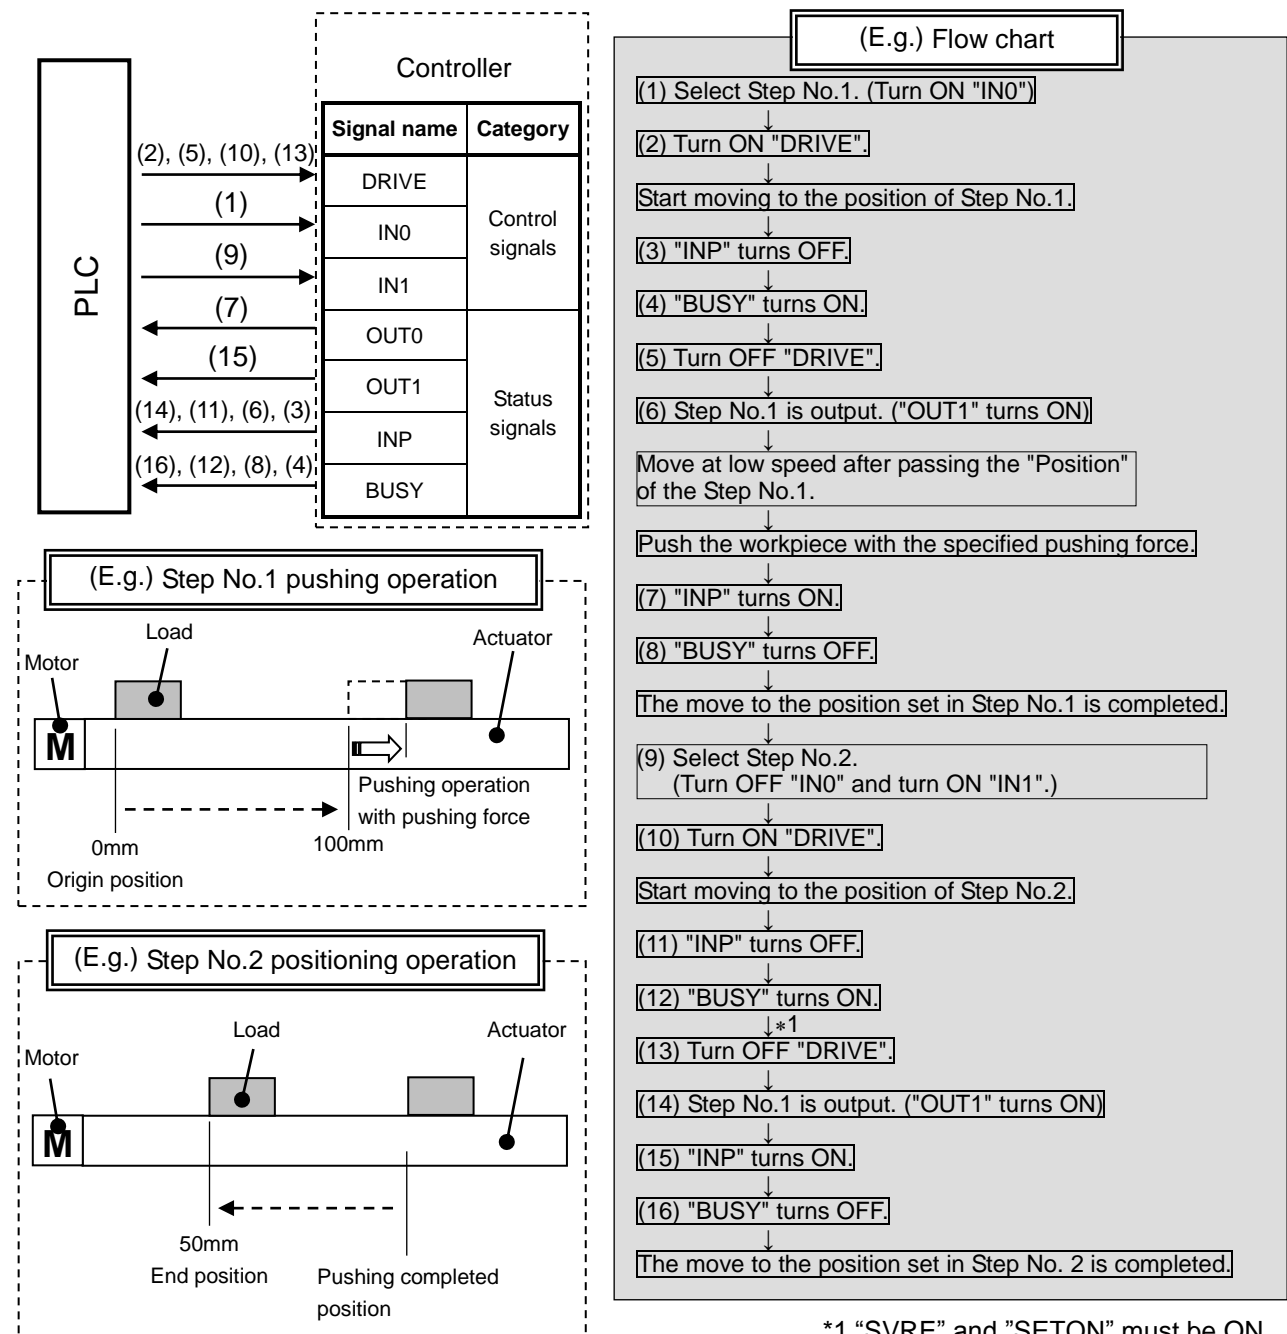 Controller
PLC
Signal name Category
DRIVE
IN0
IN1
Control
signals
OUT0
OUT1
INP
BUSY
Status
signals
(2), (5), (10), (13)
(1)
(9)
(7)
(15)
(14), (11), (6), (3)
(16), (12), (8), (4)
(E.g.) Step No.1 pushing operation
Load
Actuator
Motor
M
Pushing operation
with pushing force
0mm
100mm
Origin position
(E.g.) Step No.2 positioning operation
Load
Actuator
Motor
M
50mm
End position
Pushing completed
position
(E.g.) Flow chart
(1) Select Step No.1. (Turn ON "IN0")
↓
(2) Turn ON "DRIVE".
↓
Start moving to the position of Step No.1.
↓
(3) "INP" turns OFF.
↓
(4) "BUSY" turns ON.
↓
(5) Turn OFF "DRIVE".
↓
(6) Step No.1 is output. ("OUT1" turns ON)
↓
Move at low speed after passing the "Position"
of the Step No.1.
↓
Push the workpiece with the specified pushing force.
↓
(7) "INP" turns ON.
↓
(8) "BUSY" turns OFF.
↓
The move to the position set in Step No.1 is completed.
↓
(9) Select Step No.2.
(Turn OFF "IN0" and turn ON "IN1".)
↓
(10) Turn ON "DRIVE".
↓
Start moving to the position of Step No.2.
↓
(11) "INP" turns OFF.
↓
(12) "BUSY" turns ON.
↓*1
(13) Turn OFF "DRIVE".
↓
(14) Step No.1 is output. ("OUT1" turns ON)
↓
(15) "INP" turns ON.
↓
(16) "BUSY" turns OFF.
↓
The move to the position set in Step No. 2 is completed.
*1 "SVRE" and "SETON" must be ON